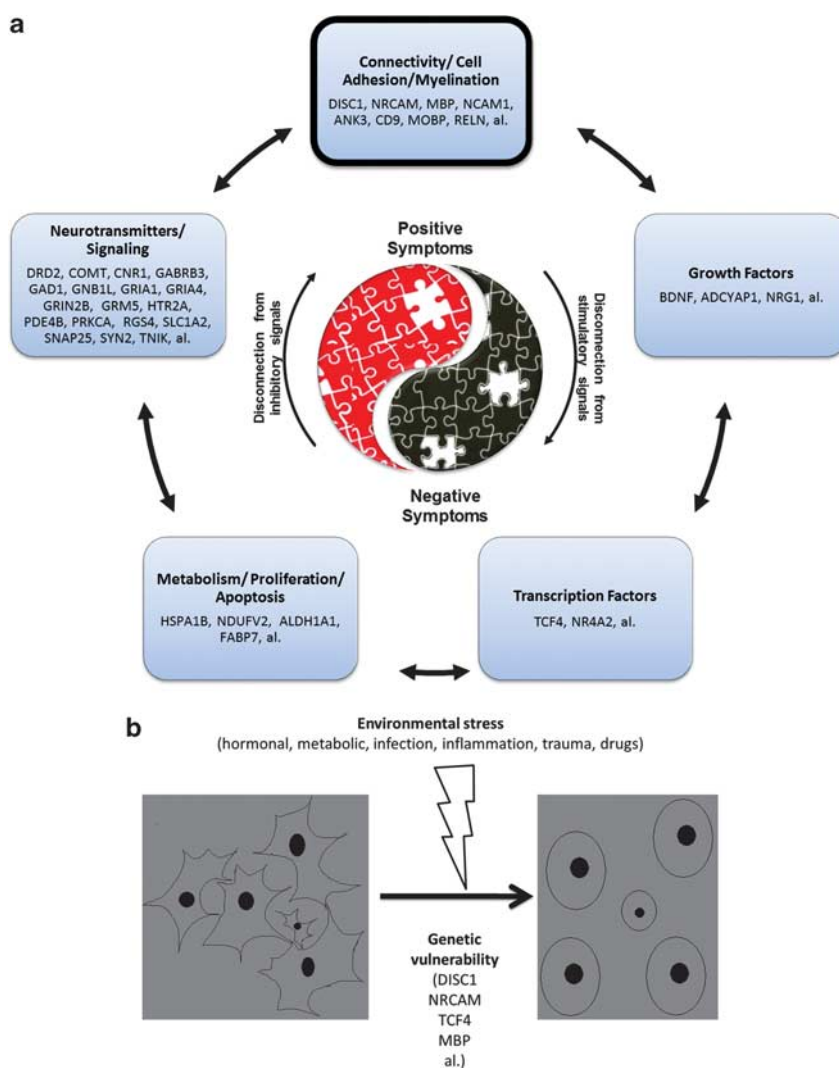 a
Connectivity/ Cell
Adhesion/Myelination
DISC1, NRCAM, MBP, NCAM1,
ANK3, CD9, MOBP, RELN, al.
Neurotransmitters/
Signaling
DRD2, COMT, CNR1, GABRB3,
GAD1, GNB1L, GRIA1, GRIA4,
GRIN2B, GRM5, HTR2A,
PDE4B, PRKCA, RGS4, SLC1A2,
SNAP25, SYN2, TNIK, al.
Disconnection from
inhibitory signals
Positive
Symptoms
Negative
Symptoms
Disconnection from
stimulatory signals
Growth Factors
BDNF, ADCYAP1, NRG1, al.
Metabolism/ Proliferation/
Apoptosis
HSPA1B, NDUFV2, ALDH1A1,
FABP7, al.
Transcription Factors
TCF4, NR4A2, al.
b
Environmental stress
(hormonal, metabolic, infection, inflammation, trauma, drugs)
Genetic
vulnerability
(DISC1
NRCAM
TCF4
MBP
al.)